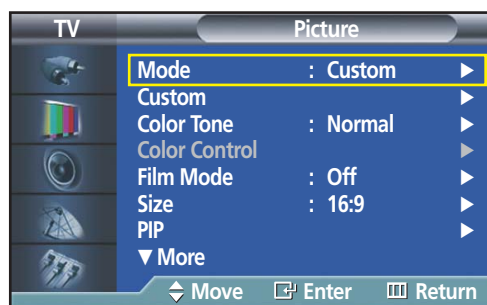 TV Picture
Mode : Custom ▶
Custom ▶
Color Tone : Normal ▶
Color Control ▶
Film Mode : Off ▶
Size : 16:9 ▶
PIP ▶
▼ More
Move Enter Return